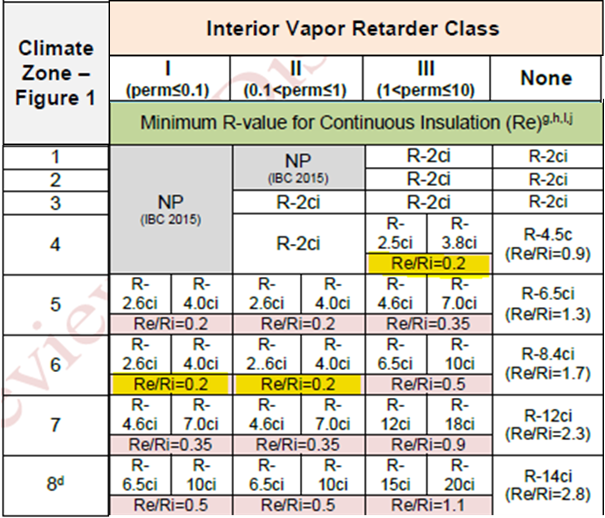 Climate
Zone –
Figure 1
Interior Vapor Retarder Class
I
(perm≤0.1)
II
(0.1<perm≤1)
III
(1<perm≤10)
None
Minimum R-value for Continuous Insulation (Re)g,h,I,j
1
NP
(IBC 2015)
NP
(IBC 2015)
R-2ci
R-2ci
2
R-2ci
R-2ci
3
R-2ci
R-2ci
R-2ci
4
R-2ci
R-
2.5ci
R-
3.8ci
Re/Ri=0.2
R-4.5c
(Re/Ri=0.9)
5
R-
2.6ci
R-
4.0ci
Re/Ri=0.2
R-
2.6ci
R-
4.0ci
Re/Ri=0.2
R-
4.6ci
R-
7.0ci
Re/Ri=0.35
R-6.5ci
(Re/Ri=1.3)
6
R-
2.6ci
R-
4.0ci
Re/Ri=0.2
R-
2..6ci
R-
4.0ci
Re/Ri=0.2
R-
6.5ci
R-
10ci
Re/Ri=0.5
R-8.4ci
(Re/Ri=1.7)
7
R-
4.6ci
R-
7.0ci
Re/Ri=0.35
R-
4.6ci
R-
7.0ci
Re/Ri=0.35
R-
12ci
R-
18ci
Re/Ri=0.9
R-12ci
(Re/Ri=2.3)
8d
R-
6.5ci
R-
10ci
Re/Ri=0.5
R-
6.5ci
R-
10ci
Re/Ri=0.5
R-
15ci
R-
20ci
Re/Ri=1.1
R-14ci
(Re/Ri=2.8)